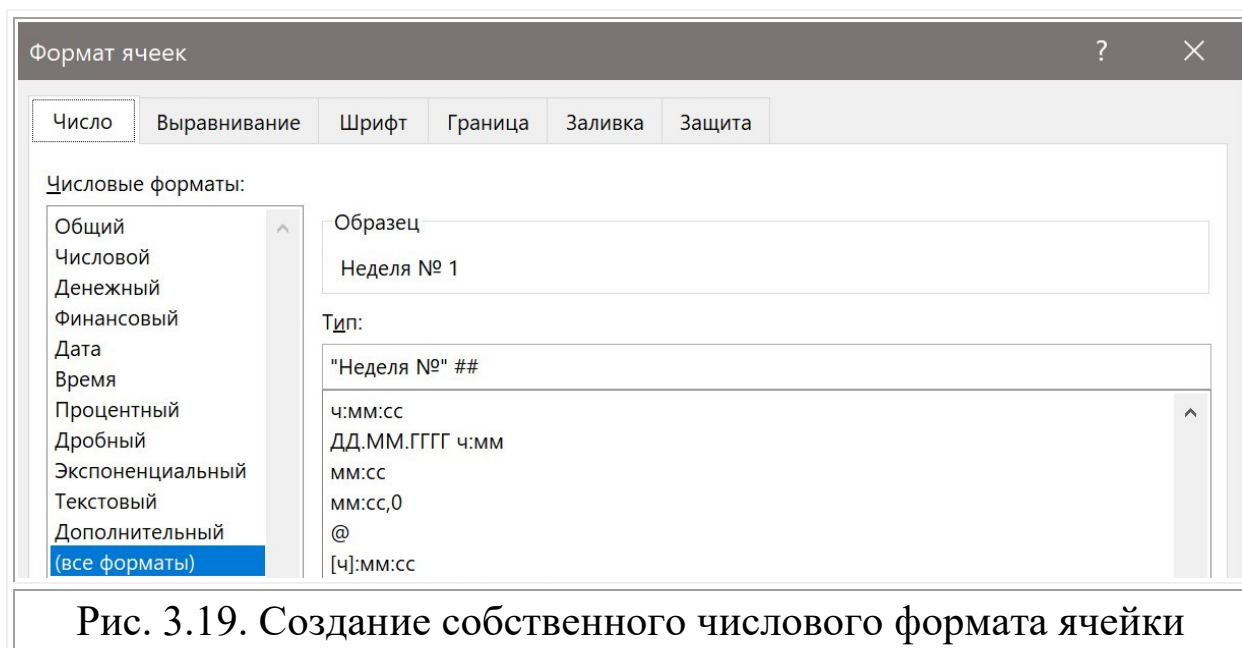 Формат ячеек ?
Число Выравнивание Шрифт Граница Заливка Защита
Числовые форматы:
Общий
Числовой
Денежный
Финансовый
Дата
Время
Процентный
Дробный
Экспоненциальный
Текстовый
Дополнительный
(все форматы)
Образец
Неделя № 1
Тип:
"Неделя №" ##
ч:мм:сс
ДД.ММ.ГГГГ ч:мм
мм:сс
мм:сс,0
@
[ч]:мм:сс
Рис. 3.19. Создание собственного числового формата ячейки